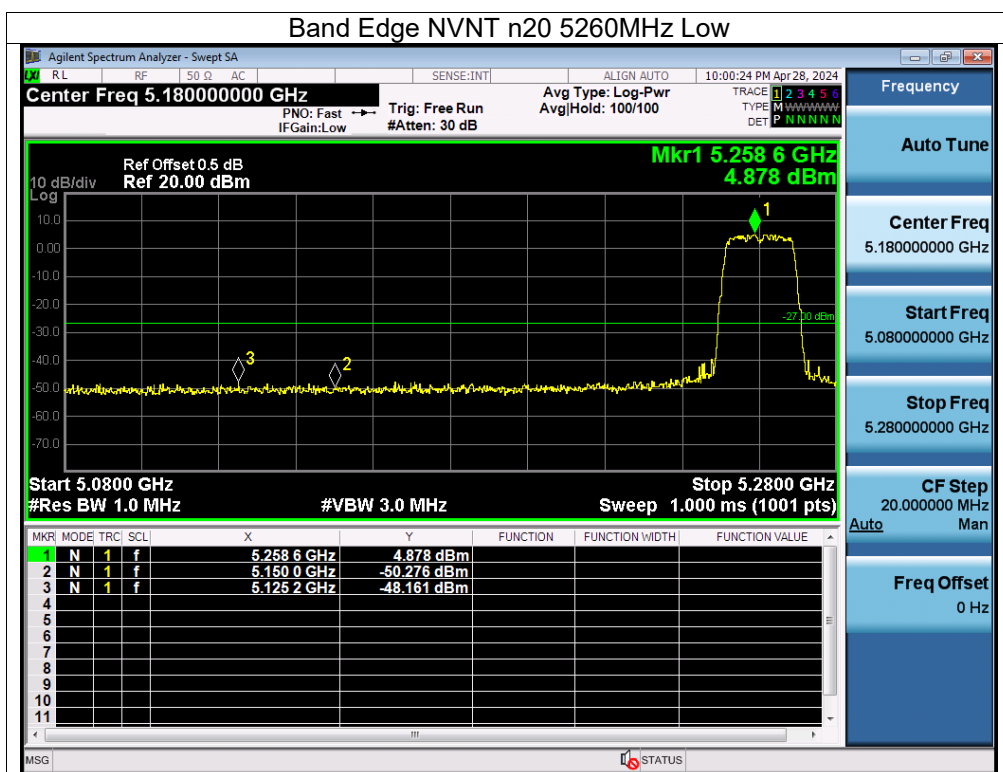 Band Edge NVNT n20 5260MHz Low
Agilent Spectrum Analyzer - Swept SA
LXI RL RF 50 Ω AC SENSE:INT ALIGN AUTO 10:00:24 PM Apr 28, 2024
Center Freq 5.180000000 GHz
PNO: Fast
IFGain:Low
Trig: Free Run
#Atten: 30 dB
Avg Type: Log-Pwr
Avg|Hold: 100/100
TRACE 1 2 3 4 5 6
TYPE M WWWWW
DET P N N N N N
Ref Offset 0.5 dB
10 dB/div Ref 20.00 dBm
Log
Mkr1 5.258 6 GHz
4.878 dBm
10.0
0.00
-10.0
-20.0
-30.0
-40.0
-50.0
-60.0
-70.0
1
-27.00 dBm
3
2
Start 5.0800 GHz Stop 5.2800 GHz
#Res BW 1.0 MHz #VBW 3.0 MHz Sweep 1.000 ms (1001 pts)
MKR MODE TRC SCL X Y FUNCTION FUNCTION WIDTH FUNCTION VALUE
1 N 1 f 5.258 6 GHz 4.878 dBm
2 N 1 f 5.150 0 GHz -50.276 dBm
3 N 1 f 5.125 2 GHz -48.161 dBm
4
5
6
7
8
9
10
11
MSG STATUS
Frequency
Auto Tune
Center Freq
5.180000000 GHz
Start Freq
5.080000000 GHz
Stop Freq
5.280000000 GHz
CF Step
20.000000 MHz
Auto Man
Freq Offset
0 Hz